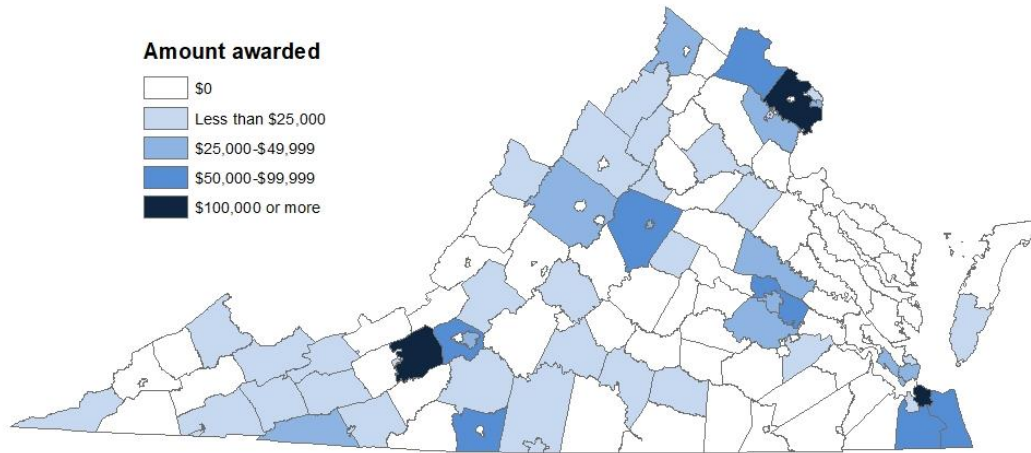 Amount awarded
$0
Less than $25,000
$25,000-$49,999
$50,000-$99,999
$100,000 or more